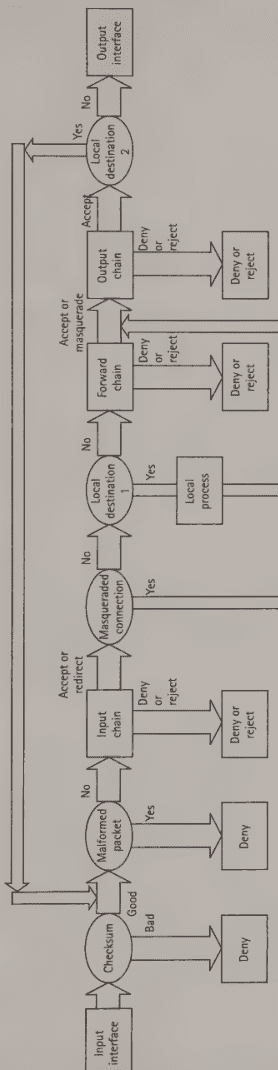 Input
interface
Checksum
Good
Bad
Deny
Malformed
packet
No
Yes
Deny
Input
chain
Accept or
redirect
Deny
or
reject
Deny or reject
Masqueraded
connection
No
Yes
Local
destination
1
No
Yes
Local
process
Forward
chain
Accept or
masquerade
Deny
or
reject
Deny or
reject
Output
chain
Accept
Deny
or
reject
Deny or
reject
Local
destination
2
Yes
No
Output
interface